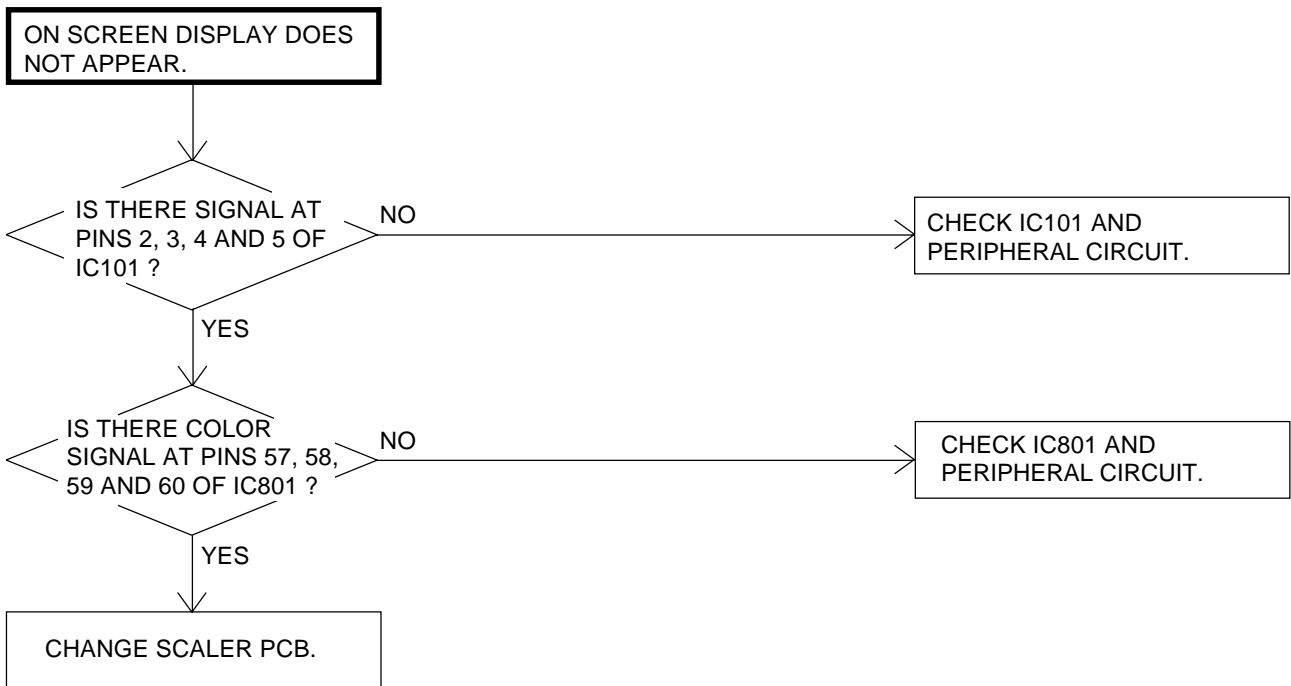 ON SCREEN DISPLAY DOES
NOT APPEAR.
IS THERE SIGNAL AT
PINS 2, 3, 4 AND 5 OF
IC101 ?
NO
CHECK IC101 AND
PERIPHERAL CIRCUIT.
YES
IS THERE COLOR
SIGNAL AT PINS 57, 58,
59 AND 60 OF IC801 ?
NO
CHECK IC801 AND
PERIPHERAL CIRCUIT.
YES
CHANGE SCALER PCB.